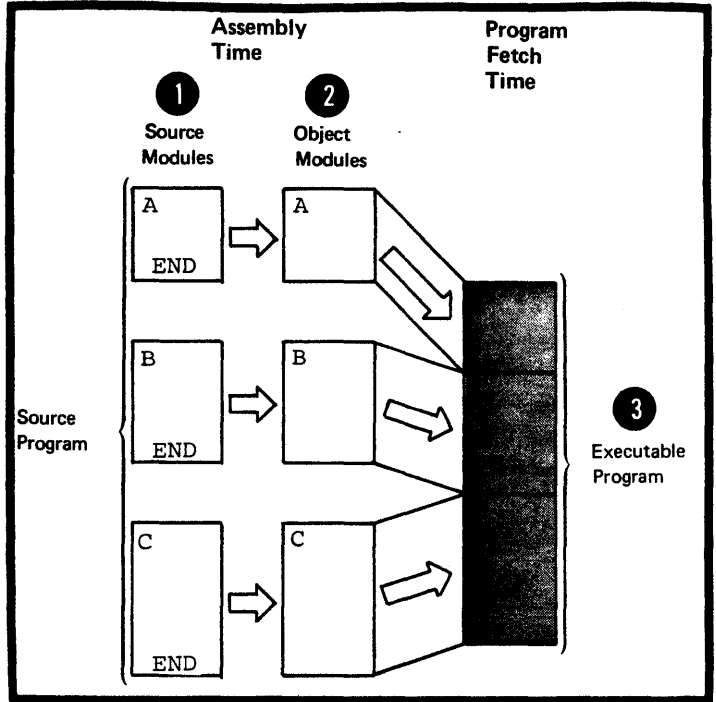 Assembly
Time
Program
Fetch
Time
1
2
Source
Modules
Object
Modules
A
END
A
B
END
B
C
END
C
Source
Program
3
Executable
Program